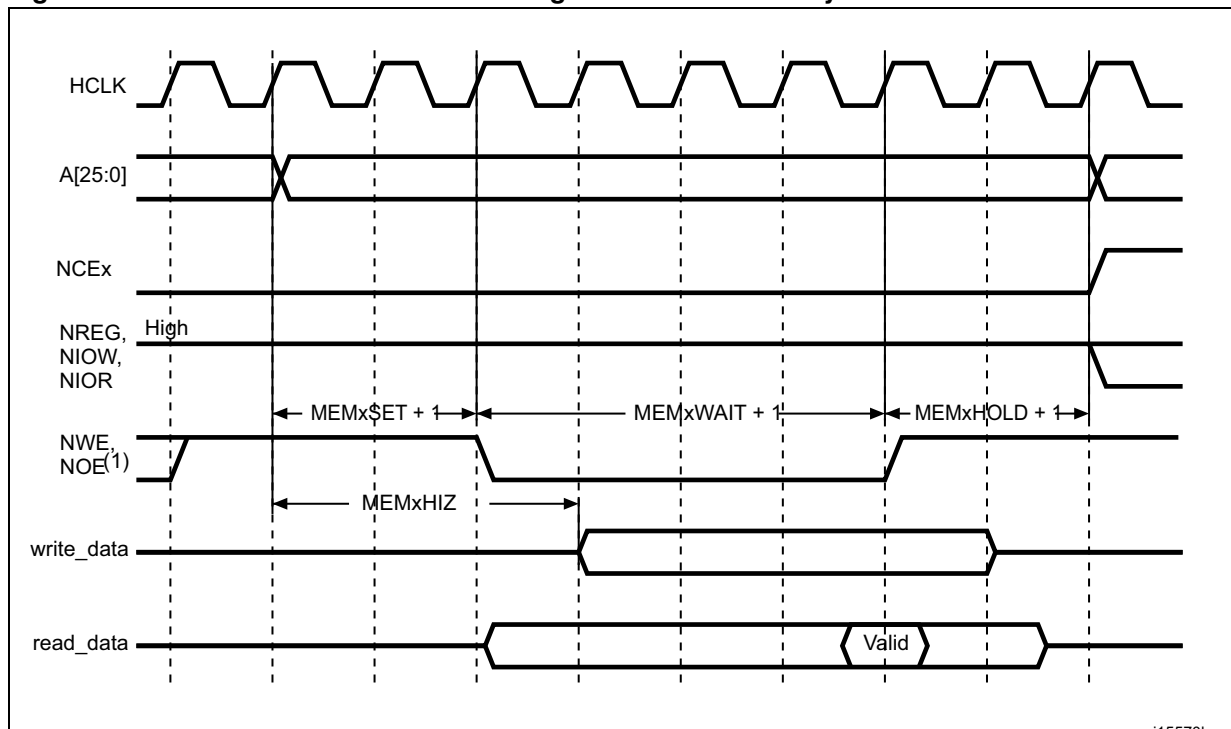 HCLK
A[25:0]
NCEx
High
NREG,
NIOW,
NIOR
MEMxSET + 1
MEMxWAIT + 1
MEMxHOLD + 1
NWE,
NOE(1)
MEMxHIZ
write_data
read_data
Valid